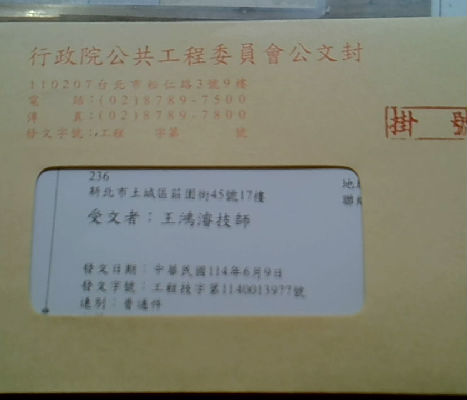 行政院公共工程委員會公文封
110207台北市松仁路3號9樓
電 話:(02)8789-7500
傳 真:(02)8789-7800
發文字號: 工程 字第 號
掛 號
236
新北市土城區莊園街45號17樓
受文者:王鴻濬技師
地
聯
發文日期:中華民國114年6月9日
發文字號:工程技字第1140013977號
速別:普通件